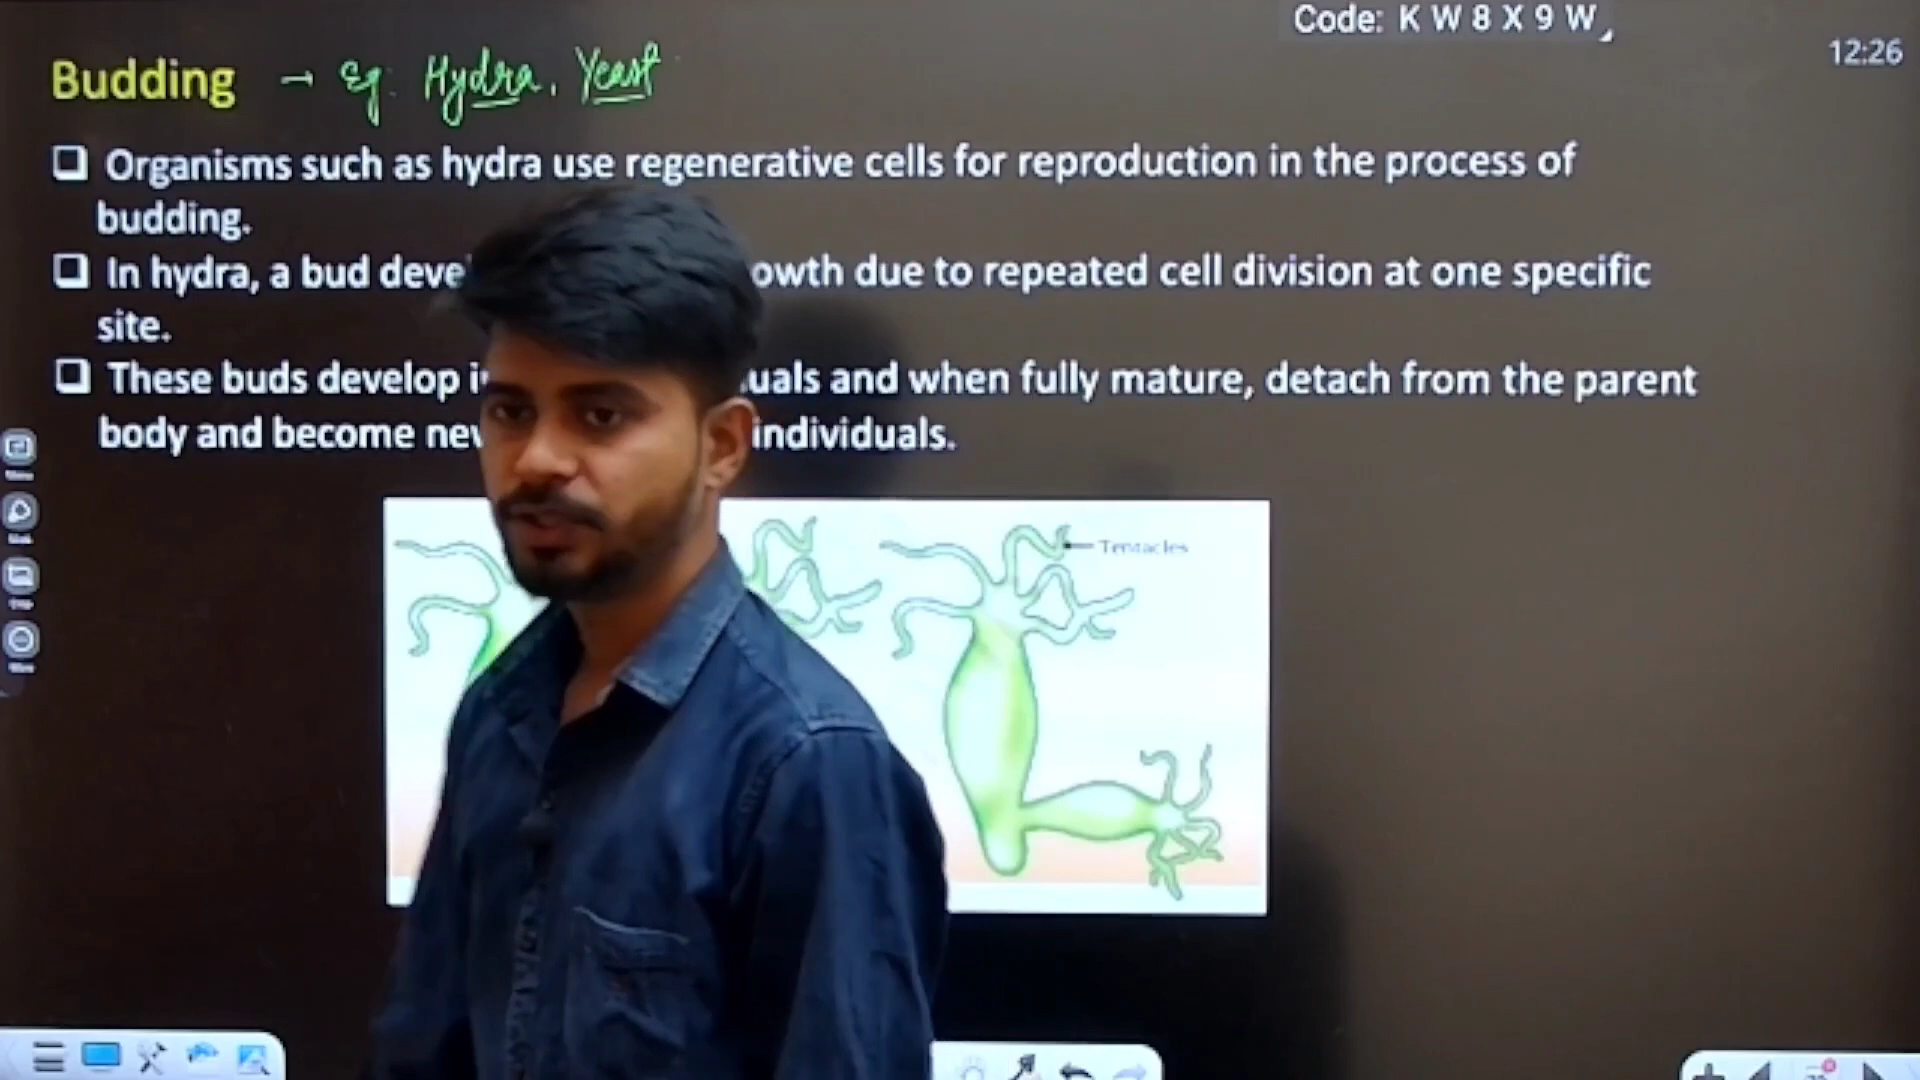 Code: K W 8 X 9 W
12:26
Budding → Eg. Hydra, Yeast
❑ Organisms such as hydra use regenerative cells for reproduction in the process of
budding.
❑ In hydra, a bud owth due to repeated cell division at one specific
site.
❑ These buds develop uals and when fully mature, detach from the parent
body and become individuals.
Tentacles